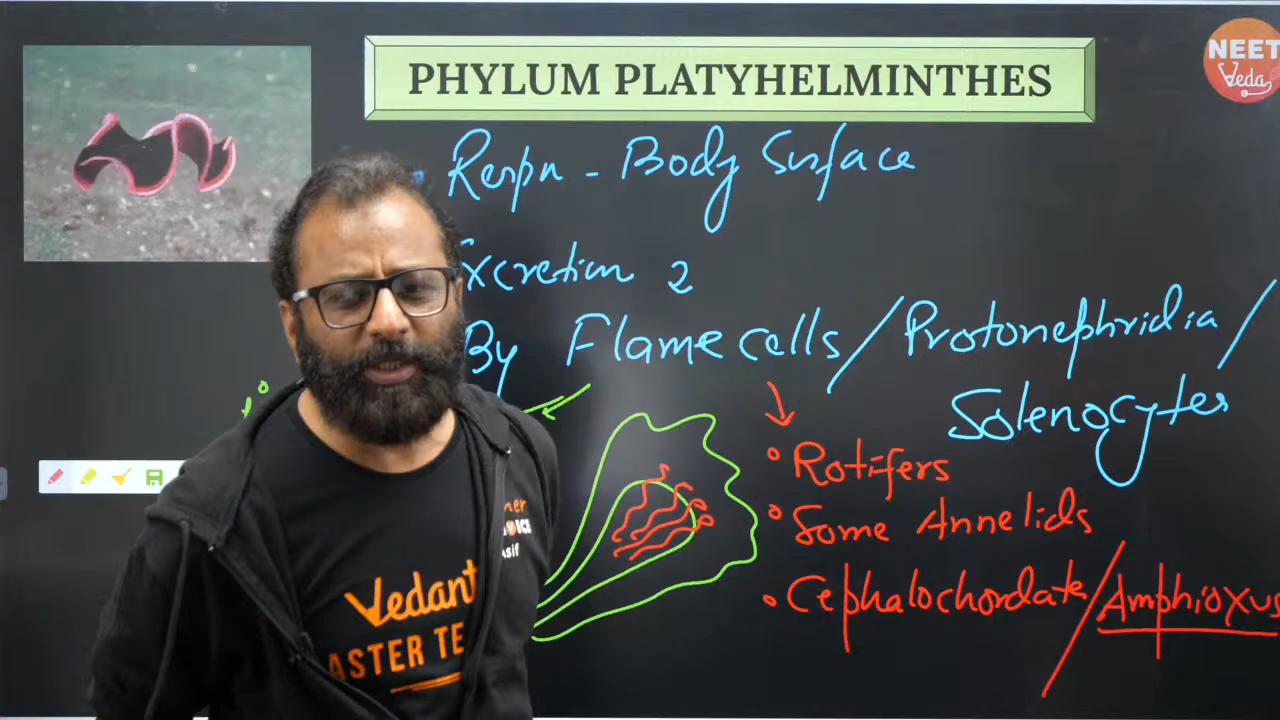 PHYLUM PLATYHELMINTHES
NEET
Veda
Respn - Body Surface
Excretion 2
By Flame cells / Protonephridia /
Solenocytes
Rotifers
Some Annelids
Cephalochordate / Amphioxus
Asif
Vedant
ASTER TE